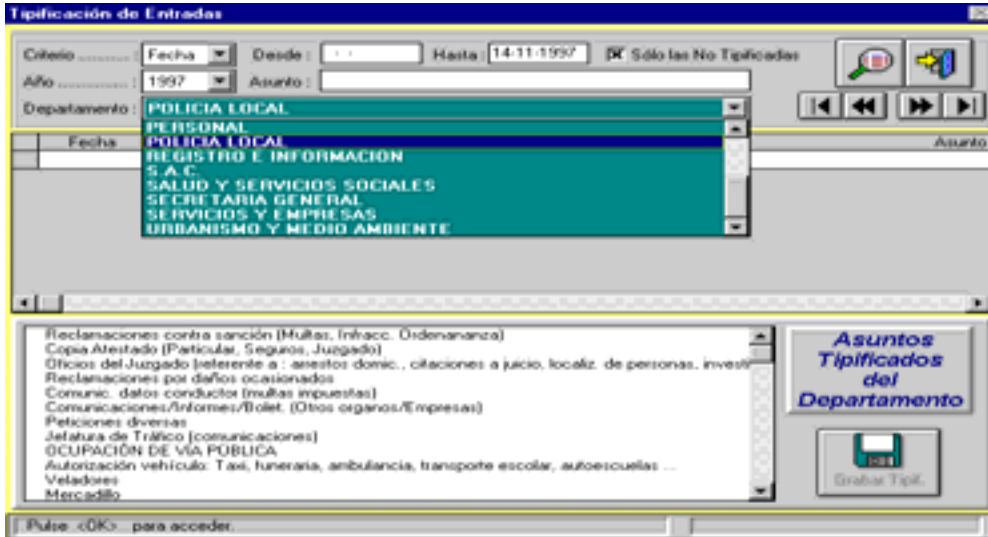 Tipificación de Entradas
Criterio ......... : Fecha Desde : Hasta : 14-11-1997 Sólo las No Tipificadas
Año .............. : 1997 Asunto :
Departamento : POLICIA LOCAL
PERSONAL
POLICIA LOCAL
REGISTRO E INFORMACION
S.A.C.
SALUD Y SERVICIOS SOCIALES
SECRETARIA GENERAL
SERVICIOS Y EMPRESAS
URBANISMO Y MEDIO AMBIENTE
Fecha Asunto
Reclamaciones contra sanción (Multas, Infracc. Ordenananza)
Copia Atestado (Particular, Seguros, Juzgado)
Oficios del Juzgado (referente a : arrestos domic., citaciones a juicio, localiz. de personas, investi
Reclamaciones por daños ocasionados
Comunic. datos conductor (multas impuestas)
Comunicaciones/Informes/Bolet. (Otros organos/Empresas)
Peticiones diversas
Jefatura de Tráfico (comunicaciones)
OCUPACIÓN DE VÍA PÚBLICA
Autorización vehículo: Taxi, funeraria, ambulancia, transporte escolar, autoescuelas ...
Veladores
Mercadillo
Asuntos
Tipificados
del
Departamento
Grabar Tipif.
Pulse <OK> para acceder.